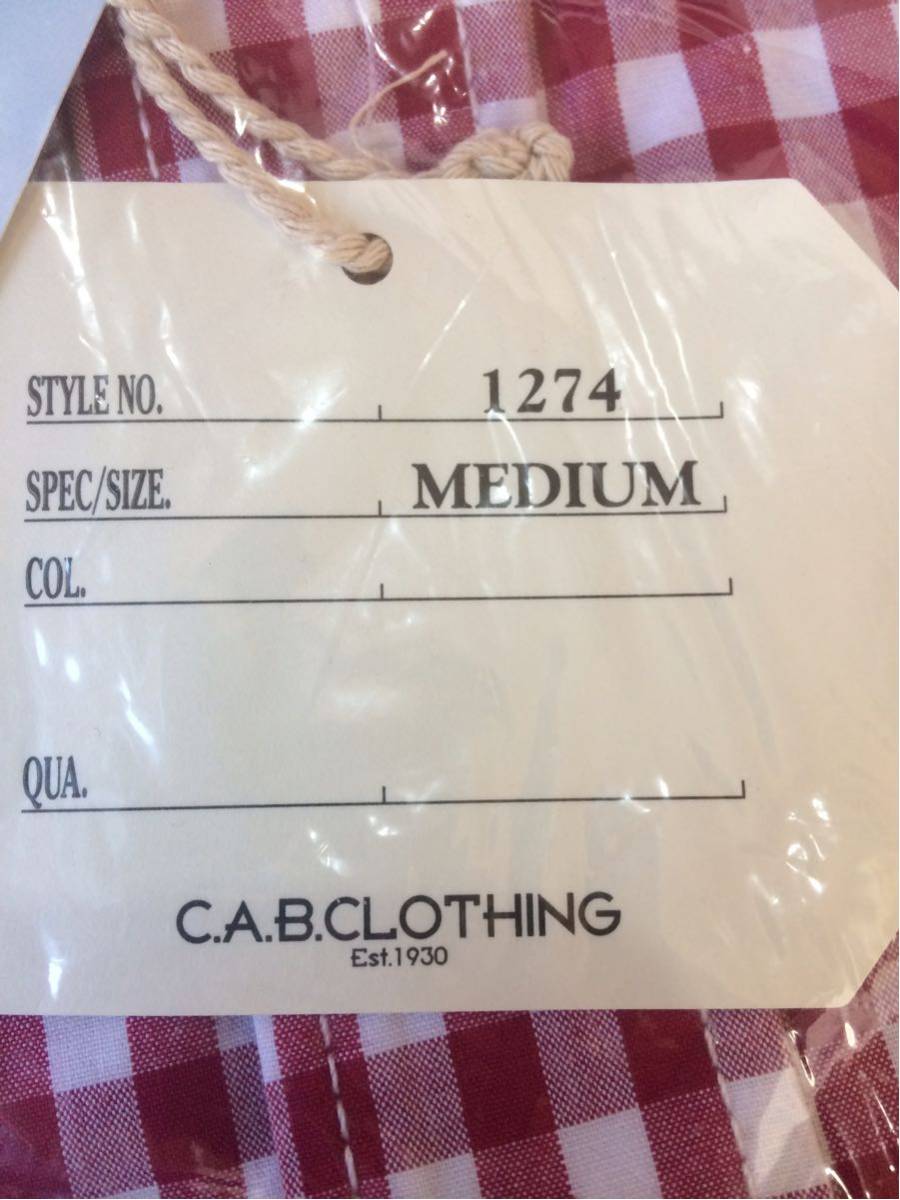 STYLE NO. 1274
SPEC/SIZE. MEDIUM
COL.
QUA.
C.A.B.CLOTHING
Est.1930